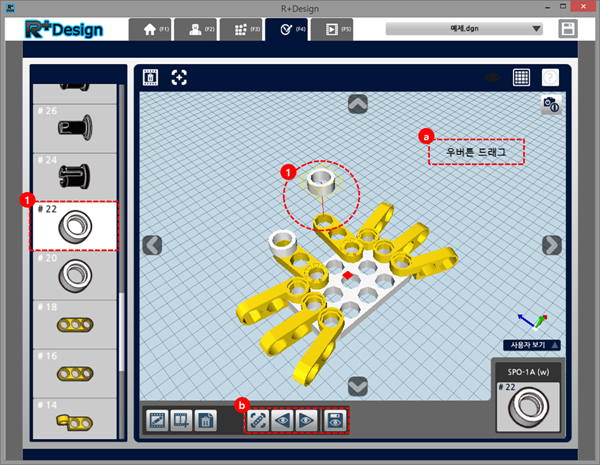 R+Design
R+Design
(F1)
(F2)
(F3)
(F4)
(F5)
예제.dgn
# 26
# 24
1
# 22
# 20
# 18
# 16
# 14
1
a
우버튼 드래그
사용자 보기
SPO-1A (w)
# 22
b